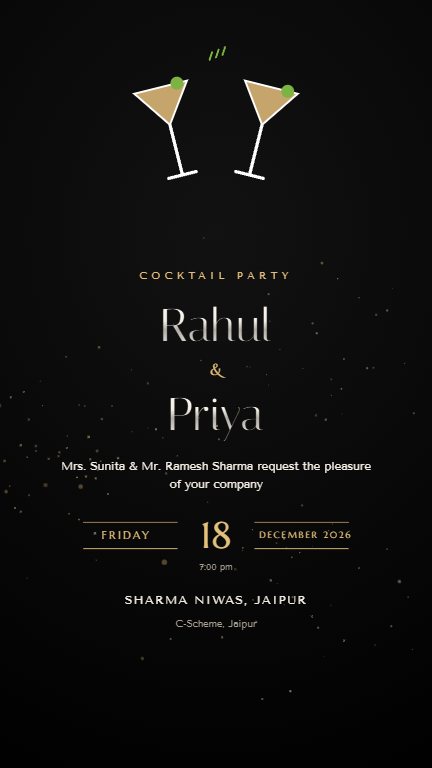 COCKTAIL PARTY
Rahul
&
Priya
Mrs. Sunita & Mr. Ramesh Sharma request the pleasure
of your company
FRIDAY 18 DECEMBER 2026
7:00 pm
SHARMA NIWAS, JAIPUR
C-Scheme, Jaipur